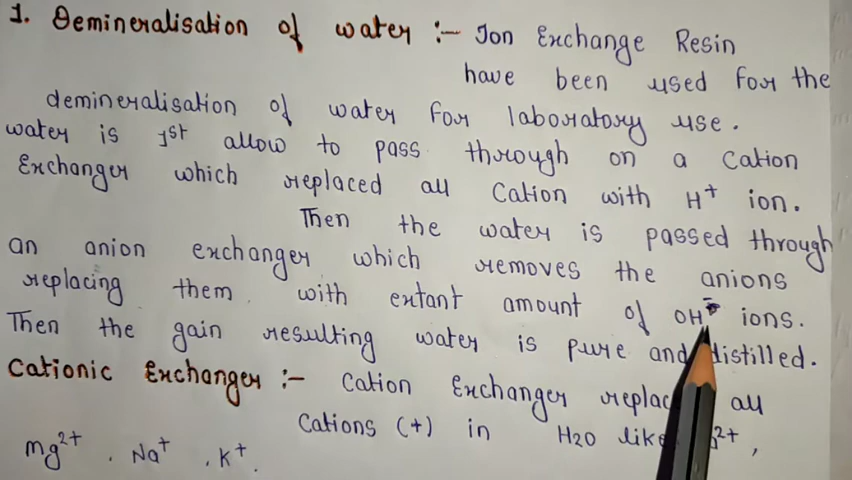 1. Demineralisation of water :- Ion Exchange Resin
have been used for the
demineralisation of water for laboratory use.
water is 1st allow to pass through on a cation
Exchanger which replaced all cation with H+ ion.
Then the water is passed through
an anion exchanger which removes the anions
replacing them with extant amount of OH- ions.
Then the gain resulting water is pure and distilled.
Cationic Exchanger :- Cation Exchanger all
Cations (+) in H2O like ,
Mg2+ , Na+ , K+.